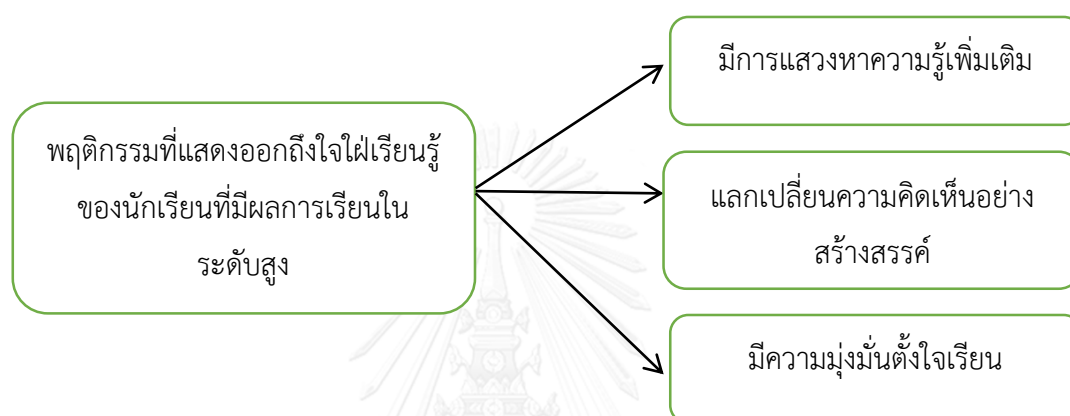 พฤติกรรมที่แสดงออกถึงใจใฝ่เรียนรู้
ของนักเรียนที่มีผลการเรียนใน
ระดับสูง
มีการแสวงหาความรู้เพิ่มเติม
แลกเปลี่ยนความคิดเห็นอย่าง
สร้างสรรค์
มีความมุ่งมั่นตั้งใจเรียน